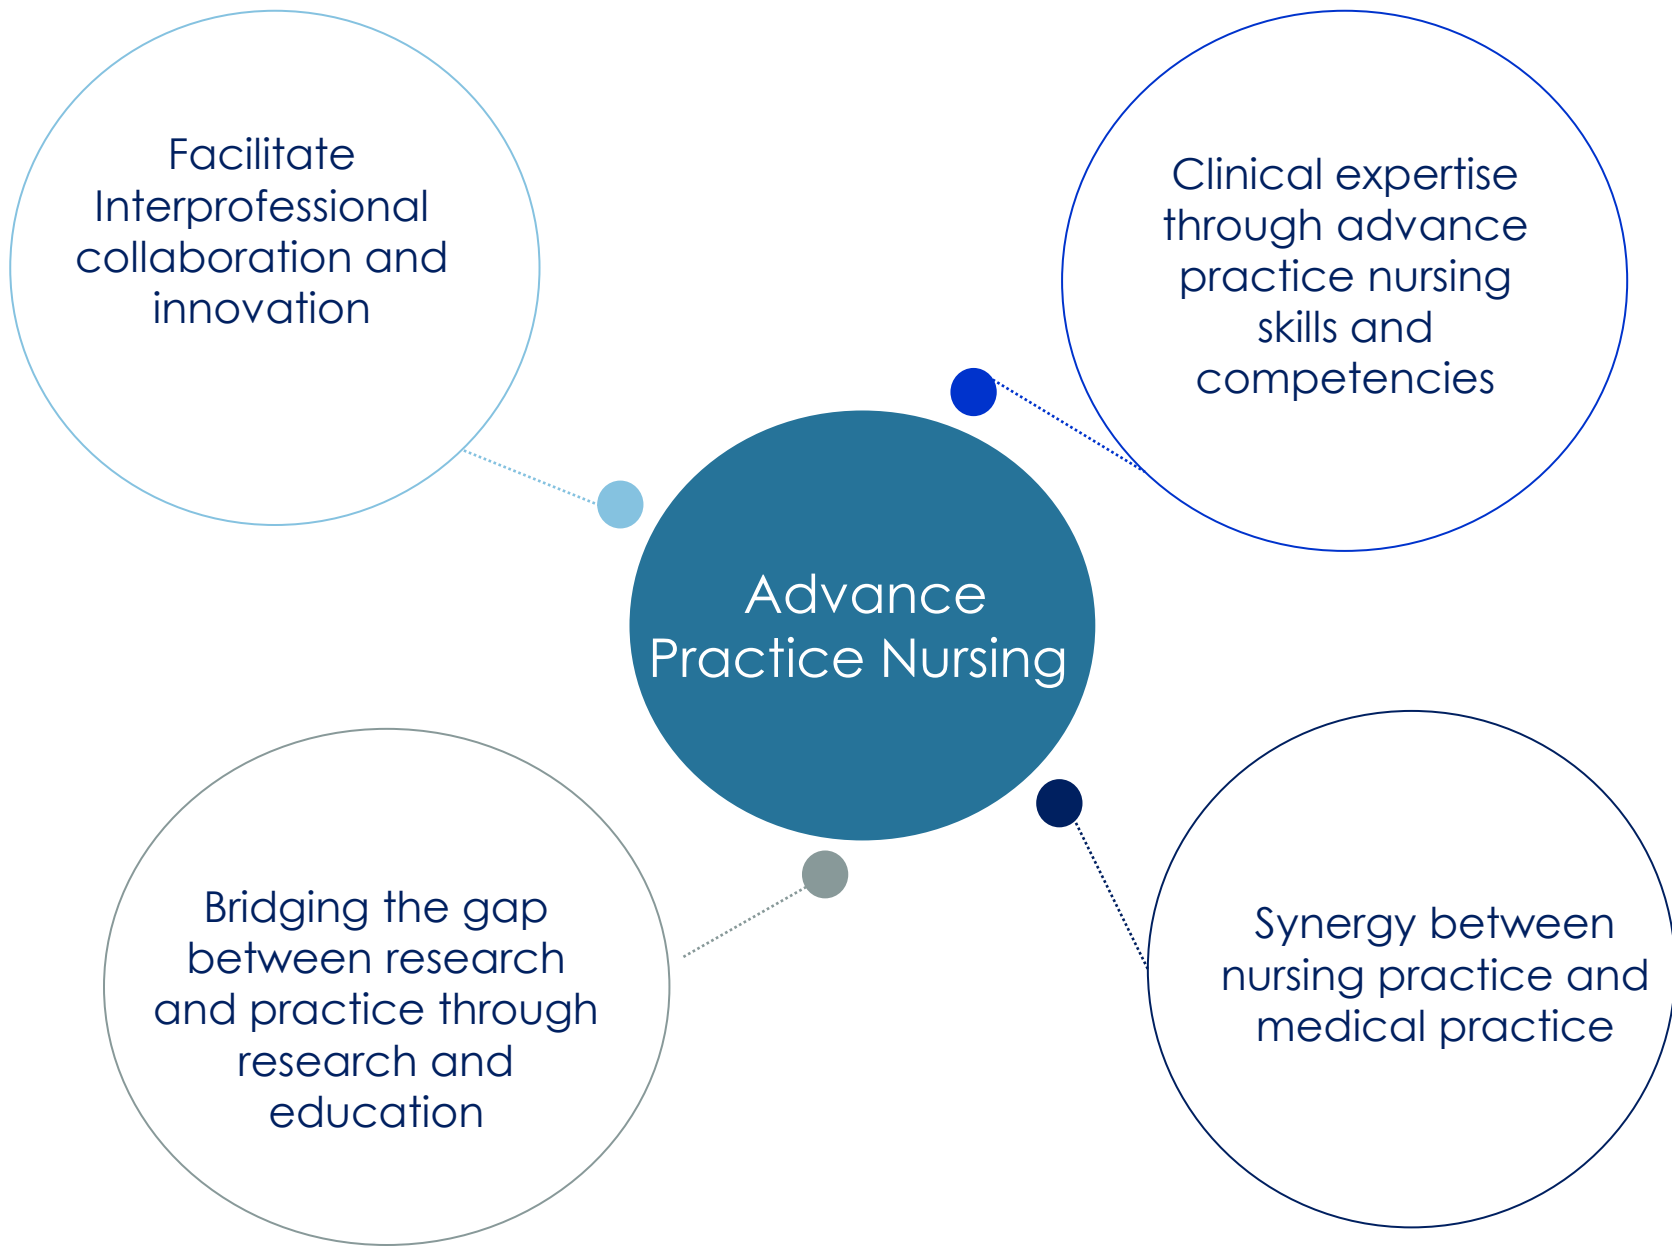 Facilitate
Interprofessional
collaboration and
innovation
Clinical expertise
through advance
practice nursing
skills and
competencies
Advance
Practice Nursing
Bridging the gap
between research
and practice through
research and
education
Synergy between
nursing practice and
medical practice